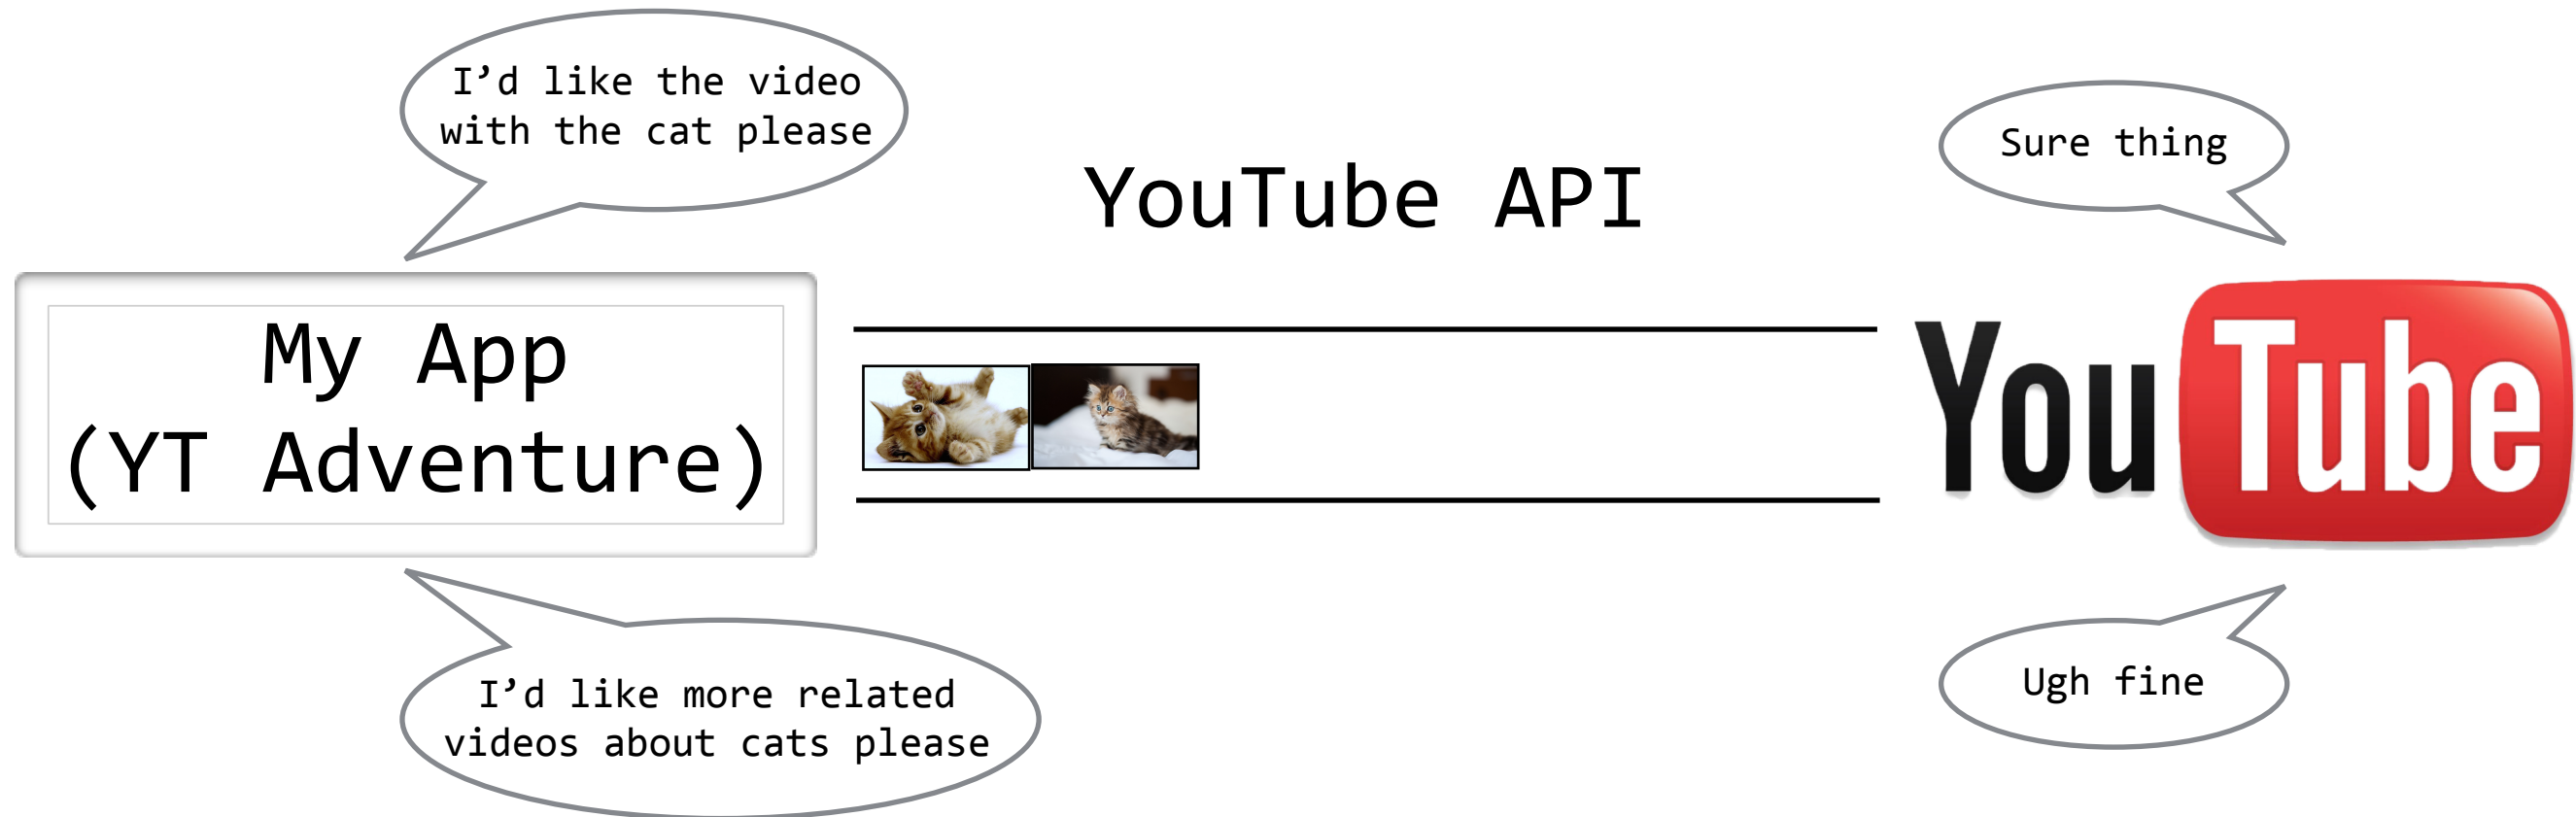 I’d like the video
with the cat please
Sure thing
YouTube API
My App
(YT Adventure)
YouTube
I’d like more related
videos about cats please
Ugh fine